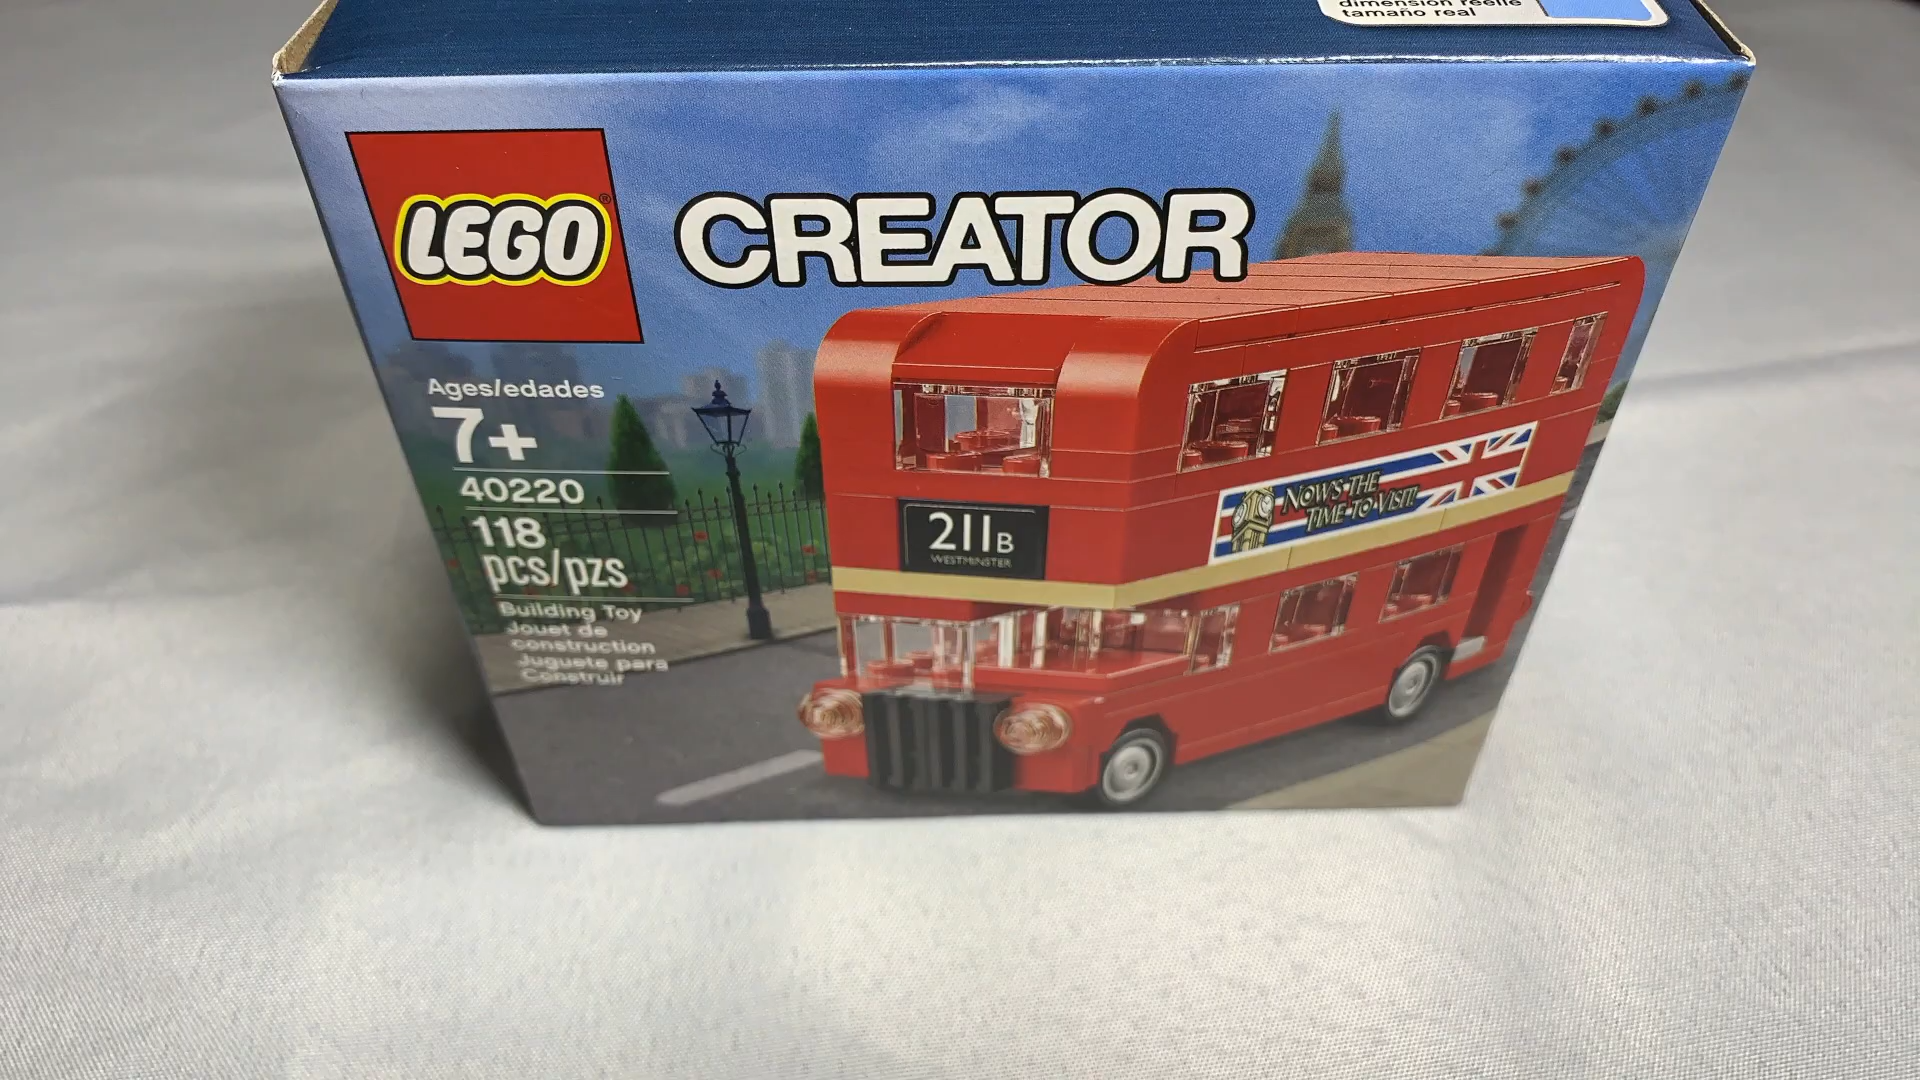 dimension réelle
tamaño real
LEGO®
CREATOR
Ages/edades
7+
40220
118
pcs/pzs
Building Toy
Jouet de
construction
Juguete para
Construir
211B
WESTMINSTER
NOW'S THE
TIME TO VISIT!